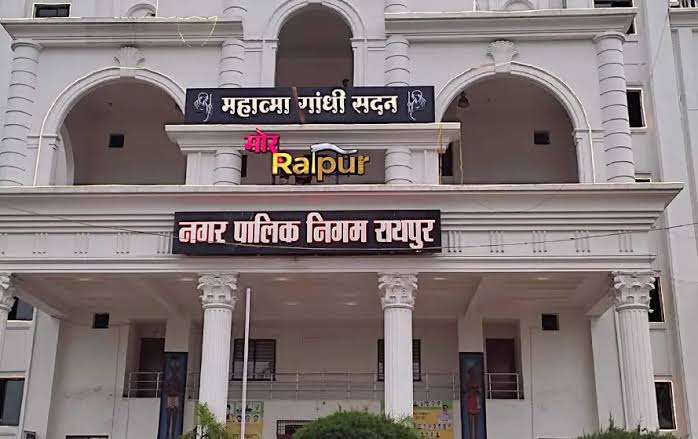 महात्मा गांधी सदन
मोर
Raipur
नगर पालिक निगम रायपुर